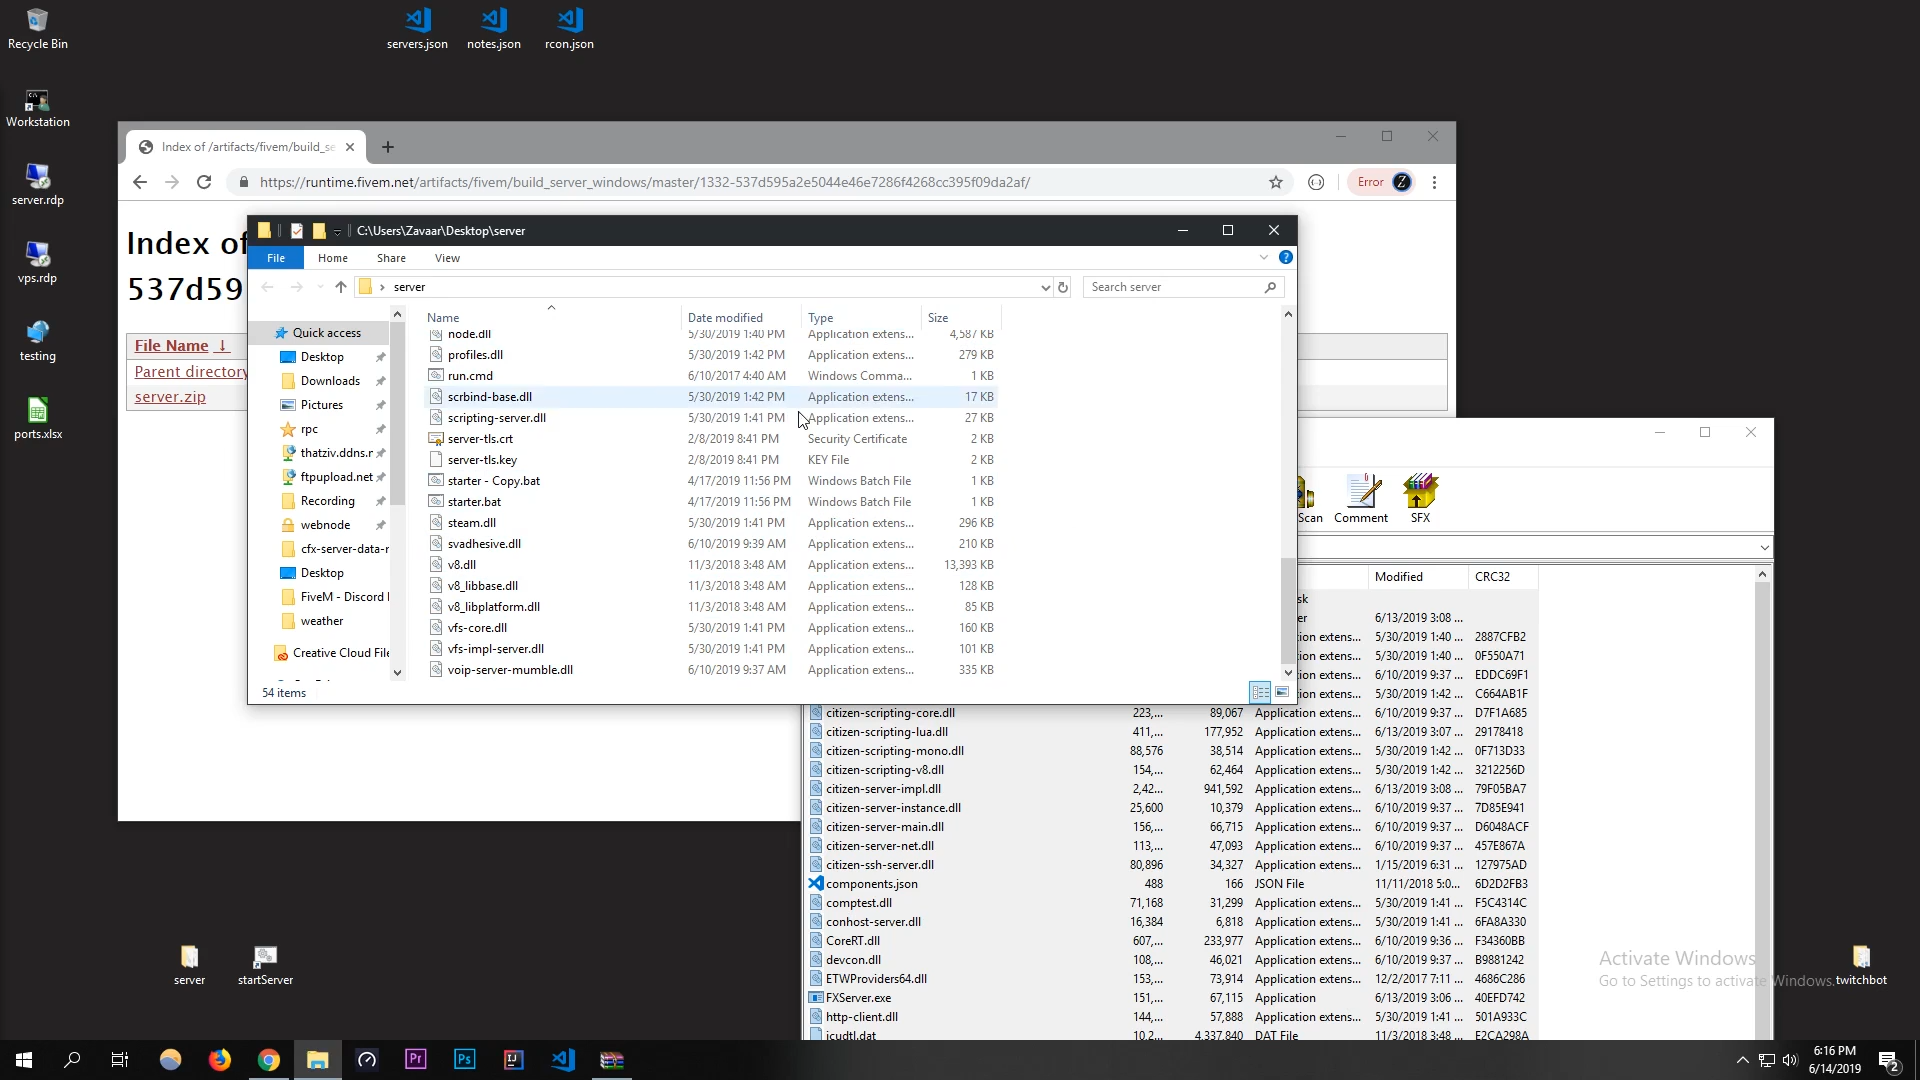 Recycle Bin
servers.json
notes.json
rcon.json
Workstation
server.rdp
vps.rdp
testing
ports.xlsx
server
startServer
twitchbot
Index of /artifacts/fivem/build_se
https://runtime.fivem.net/artifacts/fivem/build_server_windows/master/1332-537d595a2e5044e46e7286f4268cc395f09da2af/
Error
Z
Index of
537d59
File Name ↓
Parent directory
server.zip
C:\Users\Zavaar\Desktop\server
File Home Share View
server
Search server
Quick access
Desktop
Downloads
Pictures
rpc
thatziv.ddns.r
ftpupload.net
Recording
webnode
cfx-server-data-r
Desktop
FiveM - Discord
weather
Creative Cloud File
Name Date modified Type Size
node.dll 5/30/2019 1:40 PM Application extens... 4,587 KB
profiles.dll 5/30/2019 1:42 PM Application extens... 279 KB
run.cmd 6/10/2017 4:40 AM Windows Comma... 1 KB
scrbind-base.dll 5/30/2019 1:42 PM Application extens... 17 KB
scripting-server.dll 5/30/2019 1:41 PM Application extens... 27 KB
server-tls.crt 2/8/2019 8:41 PM Security Certificate 2 KB
server-tls.key 2/8/2019 8:41 PM KEY File 2 KB
starter - Copy.bat 4/17/2019 11:56 PM Windows Batch File 1 KB
starter.bat 4/17/2019 11:56 PM Windows Batch File 1 KB
steam.dll 5/30/2019 1:41 PM Application extens... 296 KB
svadhesive.dll 6/10/2019 9:39 AM Application extens... 210 KB
v8.dll 11/3/2018 3:48 AM Application extens... 13,393 KB
v8_libbase.dll 11/3/2018 3:48 AM Application extens... 128 KB
v8_libplatform.dll 11/3/2018 3:48 AM Application extens... 85 KB
vfs-core.dll 5/30/2019 1:41 PM Application extens... 160 KB
vfs-impl-server.dll 5/30/2019 1:41 PM Application extens... 101 KB
voip-server-mumble.dll 6/10/2019 9:37 AM Application extens... 335 KB
54 items
Scan Comment SFX
Modified CRC32
sk
er 6/13/2019 3:08 ...
ion extens... 5/30/2019 1:40 ... 2887CFB2
ion extens... 5/30/2019 1:40 ... 0F550A71
ion extens... 6/10/2019 9:37 ... EDDC69F1
ion extens... 5/30/2019 1:42 ... C664AB1F
citizen-scripting-core.dll 223,... 89,067 Application extens... 6/10/2019 9:37 ... D7F1A685
citizen-scripting-lua.dll 411,... 177,952 Application extens... 6/13/2019 3:07 ... 29178418
citizen-scripting-mono.dll 88,576 38,514 Application extens... 5/30/2019 1:42 ... 0F713D33
citizen-scripting-v8.dll 154,... 62,464 Application extens... 5/30/2019 1:42 ... 3212256D
citizen-server-impl.dll 2,42... 941,592 Application extens... 6/13/2019 3:08 ... 79F05BA7
citizen-server-instance.dll 25,600 10,379 Application extens... 6/10/2019 9:37 ... 7D85E941
citizen-server-main.dll 156,... 66,715 Application extens... 6/10/2019 9:37 ... D6048ACF
citizen-server-net.dll 113,... 47,093 Application extens... 6/10/2019 9:37 ... 457E867A
citizen-ssh-server.dll 80,896 34,327 Application extens... 1/15/2019 6:31 ... 127975AD
components.json 488 166 JSON File 11/11/2018 5:0... 6D2D2FB3
comptest.dll 71,168 31,299 Application extens... 5/30/2019 1:41 ... F5C4314C
conhost-server.dll 16,384 6,818 Application extens... 5/30/2019 1:41 ... 6FA8A330
CoreRT.dll 607,... 233,977 Application extens... 6/10/2019 9:36 ... F34360BB
devcon.dll 108,... 46,021 Application extens... 6/10/2019 9:37 ... B9881242
ETWProviders64.dll 153,... 73,914 Application extens... 12/2/2017 7:11 ... 4686C286
FXServer.exe 151,... 67,115 Application 6/13/2019 3:06 ... 40EFD742
http-client.dll 144,... 57,888 Application extens... 5/30/2019 1:41 ... 501A933C
icudtl.dat 10,2... 4,337,840 DAT File 11/3/2018 3:48 ... E2CA298A
Activate Windows
Go to Settings to activate Windows.
Pr
Ps
IJ
6:16 PM
6/14/2019
2